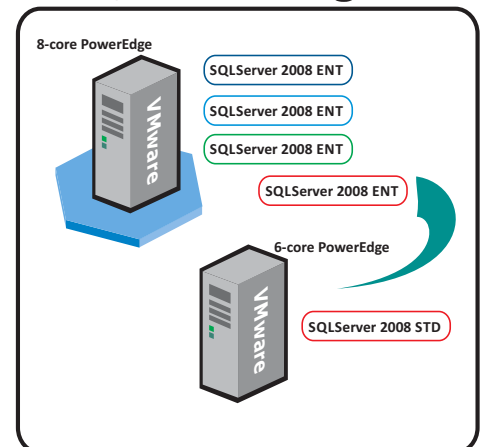 8-core PowerEdge
SQLServer 2008 ENT
SQLServer 2008 ENT
SQLServer 2008 ENT
VMware
SQLServer 2008 ENT
6-core PowerEdge
VMware
SQLServer 2008 STD